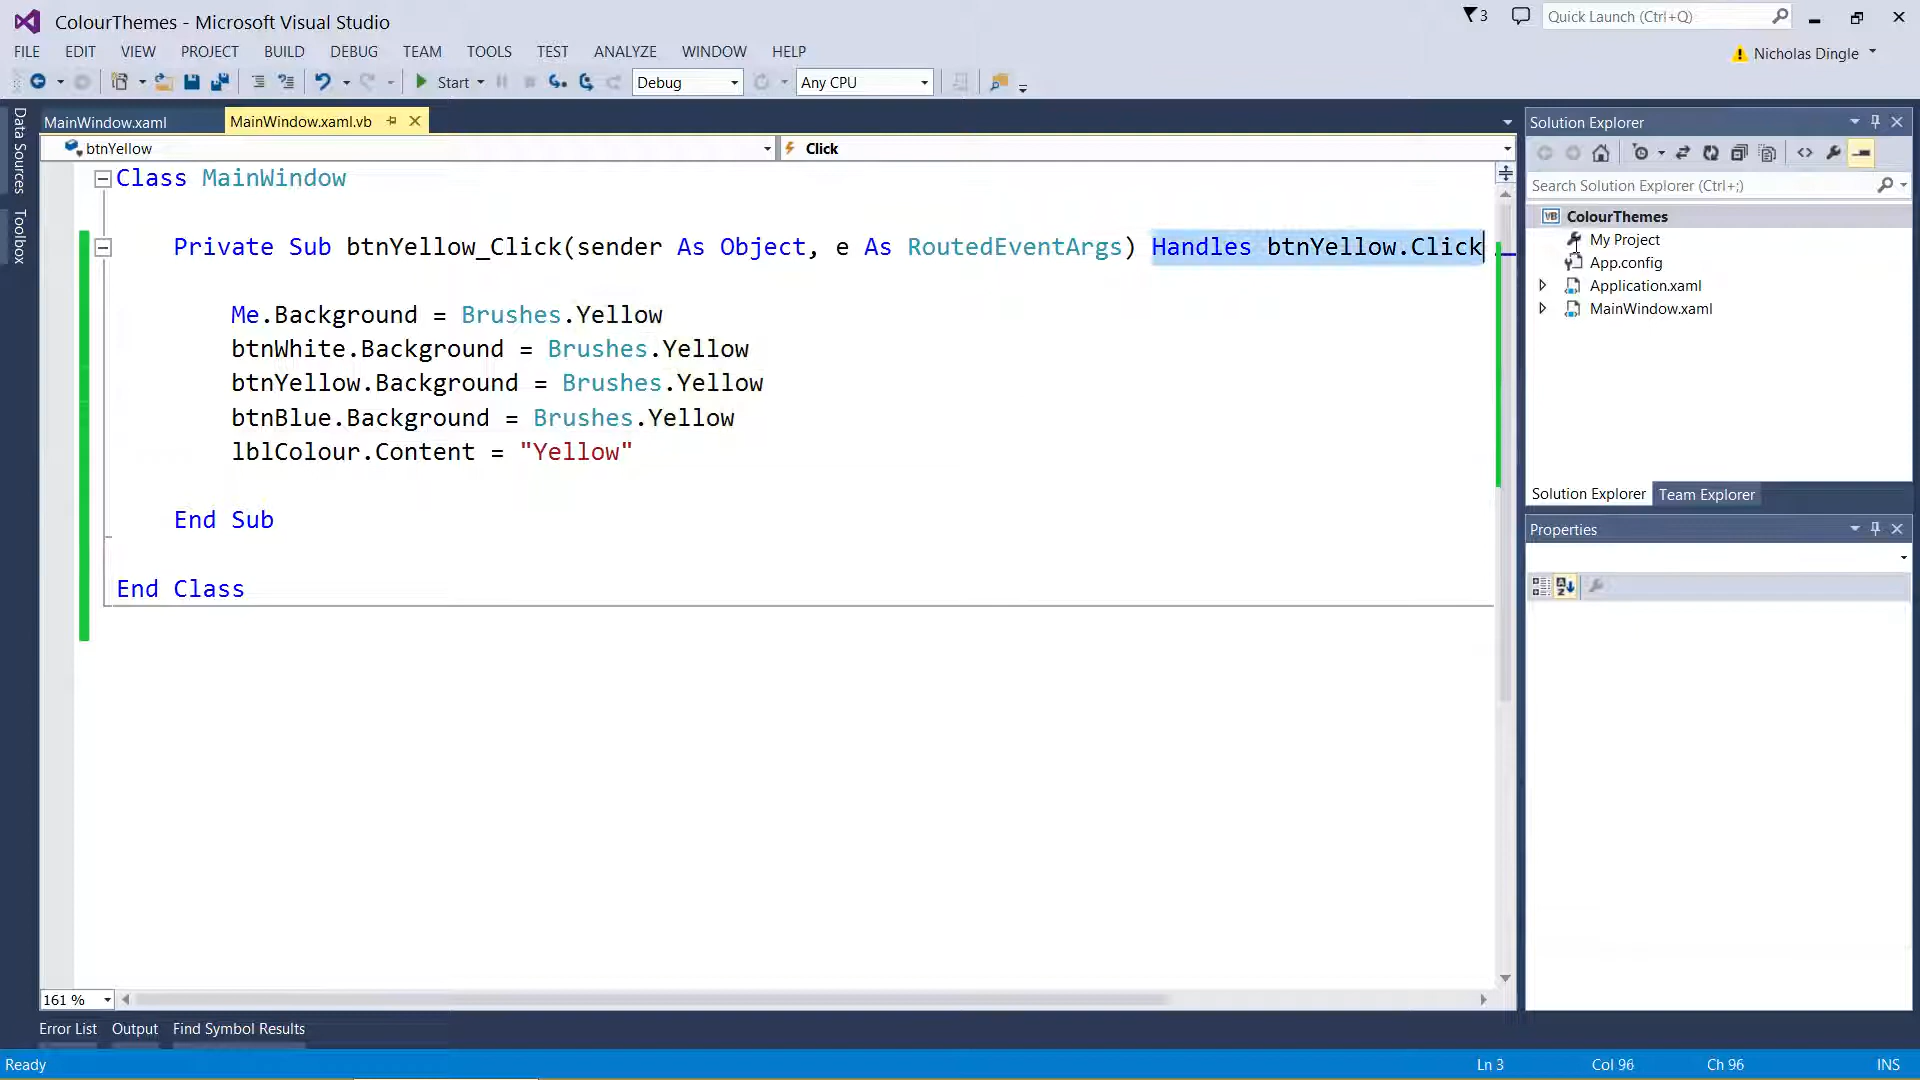 ColourThemes - Microsoft Visual Studio
3
Quick Launch (Ctrl+Q)
FILE EDIT VIEW PROJECT BUILD DEBUG TEAM TOOLS TEST ANALYZE WINDOW HELP
Nicholas Dingle
Start
Debug
Any CPU
Data Sources
Toolbox
MainWindow.xaml
MainWindow.xaml.vb
btnYellow
Click
Class MainWindow
Private Sub btnYellow_Click(sender As Object, e As RoutedEventArgs) Handles btnYellow.Click
Me.Background = Brushes.Yellow
btnWhite.Background = Brushes.Yellow
btnYellow.Background = Brushes.Yellow
btnBlue.Background = Brushes.Yellow
lblColour.Content = "Yellow"
End Sub
End Class
161 %
Error List Output Find Symbol Results
Solution Explorer
Search Solution Explorer (Ctrl+;)
VB ColourThemes
My Project
App.config
Application.xaml
MainWindow.xaml
Solution Explorer Team Explorer
Properties
Ready
Ln 3
Col 96
Ch 96
INS